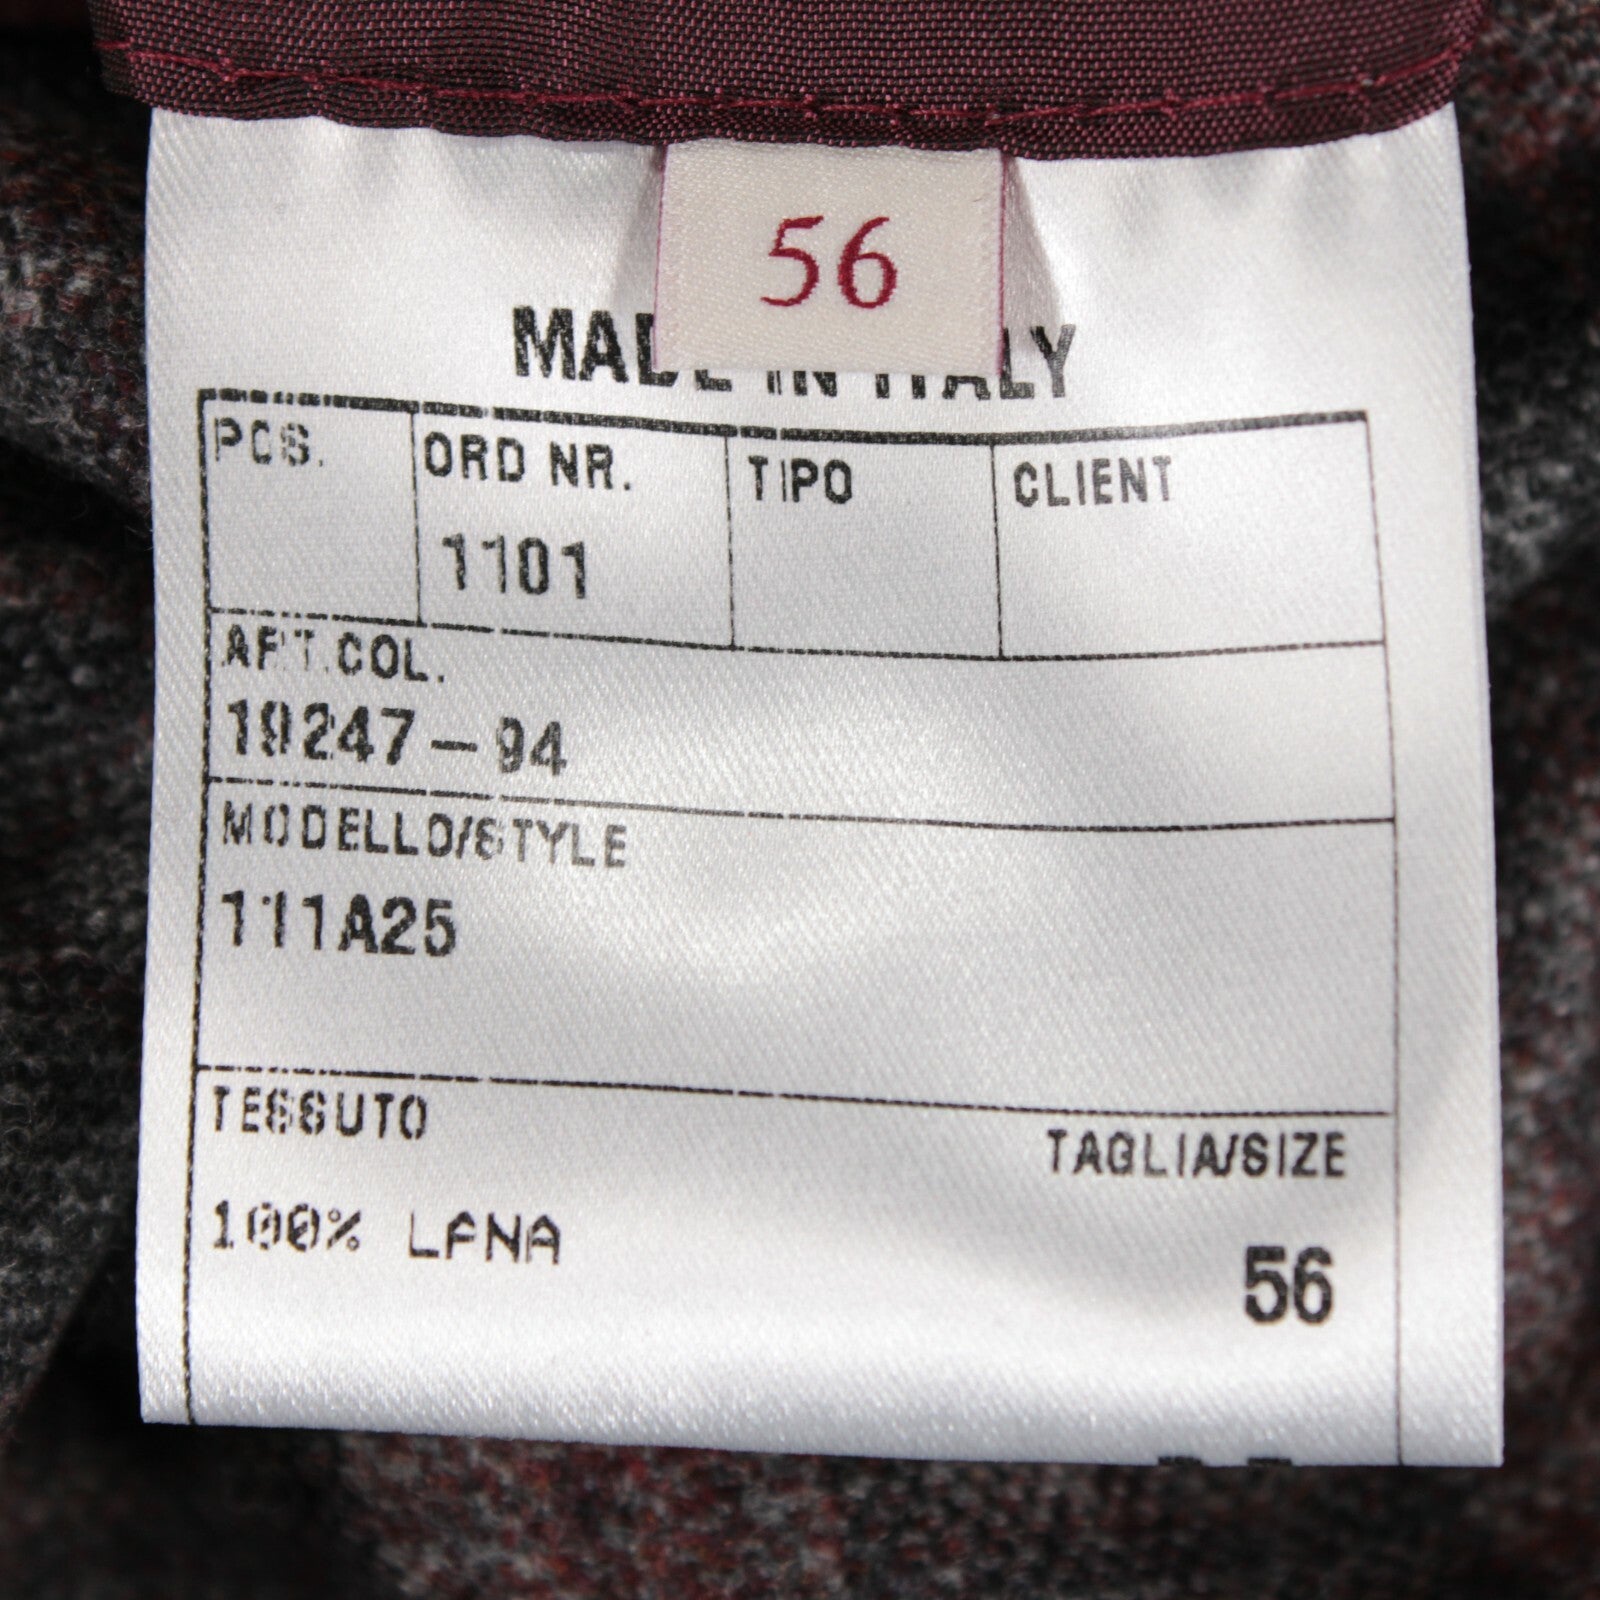 56
MADE IN ITALY
POS. ORD NR. TIPO CLIENT
1101
ART.COL.
19247-94
MODELLO/STYLE
111A25
TESSUTO TAGLIA/SIZE
100% LANA
56